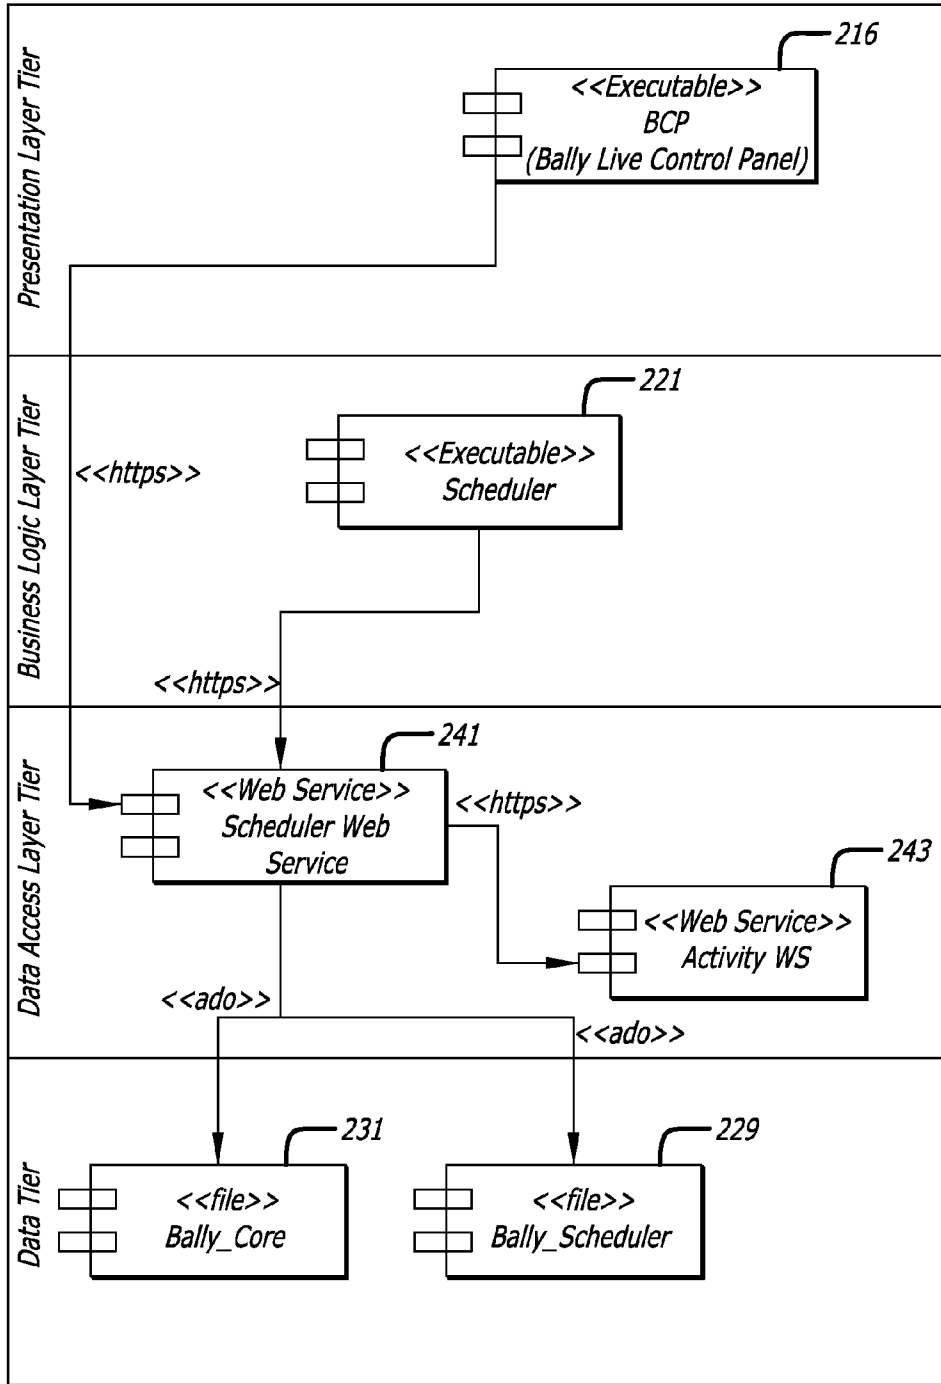 Presentation Layer Tier
216
<<Executable>>
BCP
(Bally Live Control Panel)
Business Logic Layer Tier
221
<<Executable>>
Scheduler
<<https>>
<<https>>
Data Access Layer Tier
241
<<Web Service>>
Scheduler Web
Service
<<https>>
243
<<Web Service>>
Activity WS
<<ado>>
<<ado>>
Data Tier
231
<<file>>
Bally_Core
229
<<file>>
Bally_Scheduler